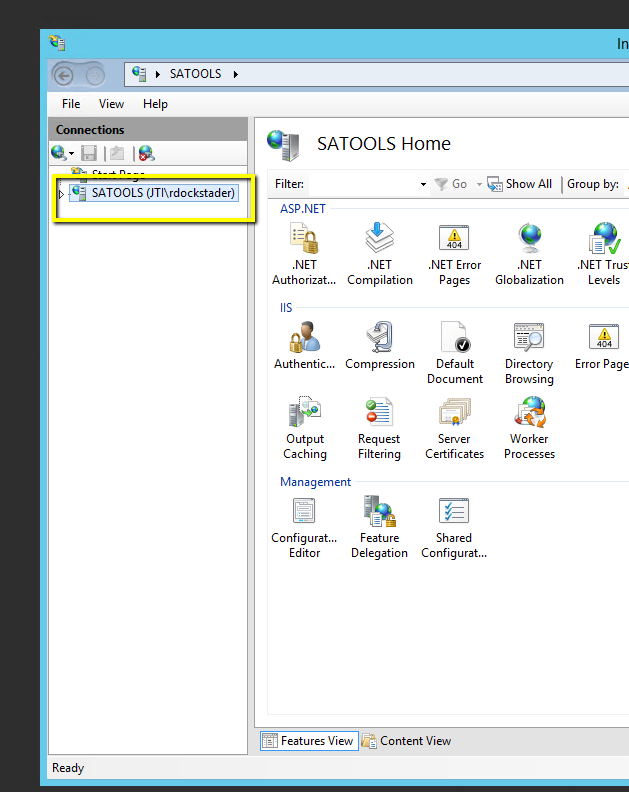 In
SATOOLS
File View Help
Connections
SATOOLS Home
Start Page
SATOOLS (JTI\rdockstader)
Filter: Go Show All Group by:
ASP.NET
.NET Authorizat...
.NET Compilation
.NET Error Pages
.NET Globalization
.NET Trust Levels
IIS
Authentic...
Compression
Default Document
Directory Browsing
Error Page
Output Caching
Request Filtering
Server Certificates
Worker Processes
Management
Configurat... Editor
Feature Delegation
Shared Configurat...
Features View Content View
Ready